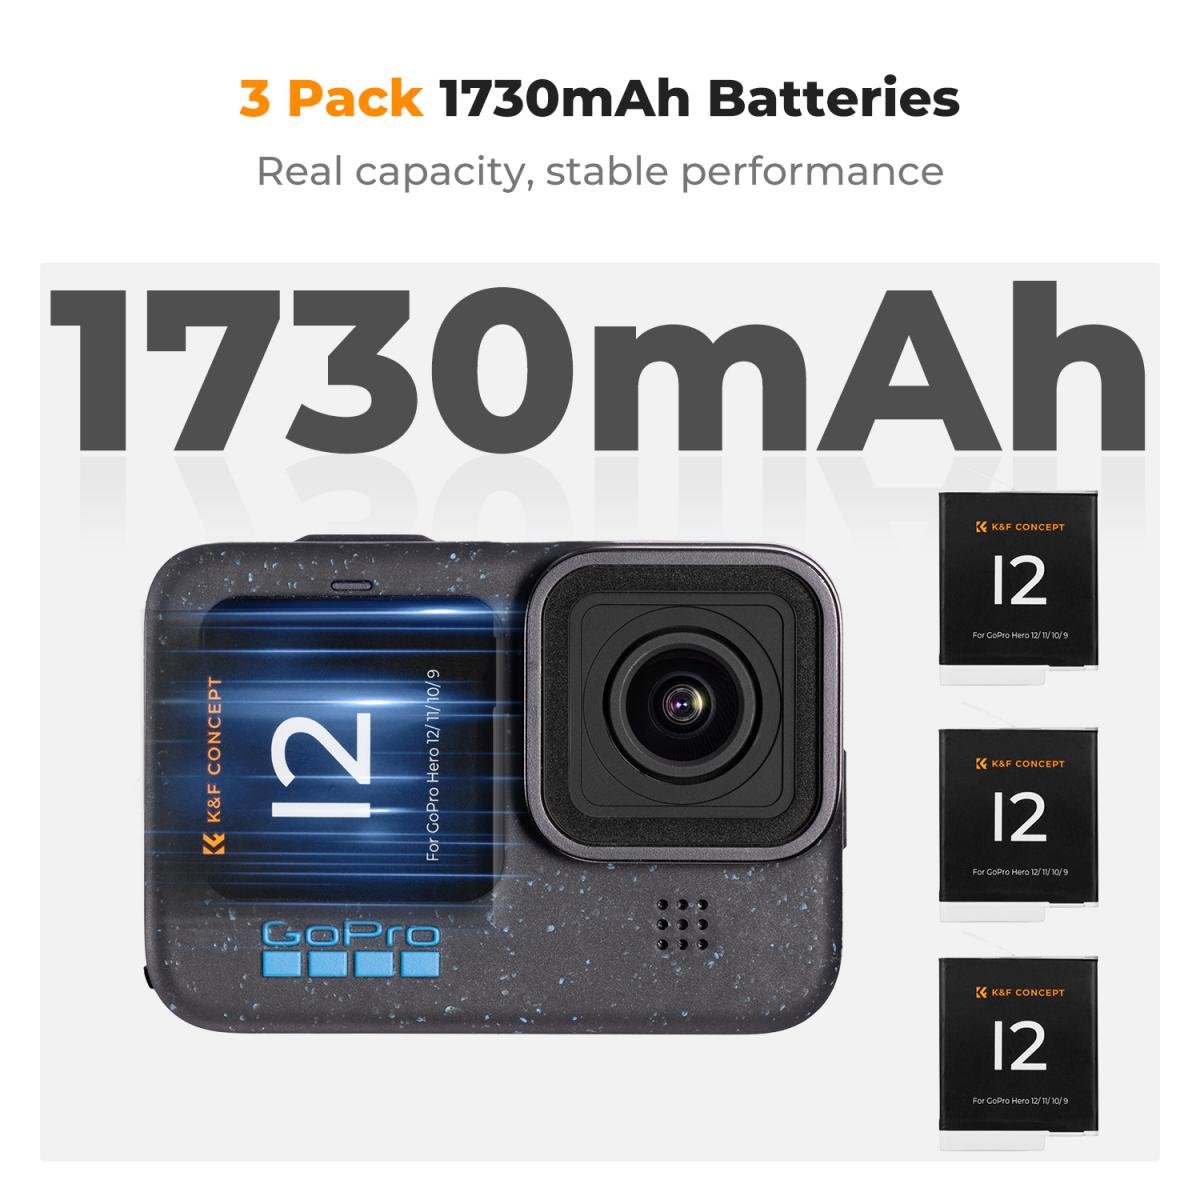 3 Pack 1730mAh Batteries
Real capacity, stable performance
1730mAh
K&F CONCEPT
12
For GoPro Hero 12/11/10/9
GoPro
K&F CONCEPT
12
For GoPro Hero 12/11/10/9
K&F CONCEPT
12
For GoPro Hero 12/11/10/9
K&F CONCEPT
12
For GoPro Hero 12/11/10/9